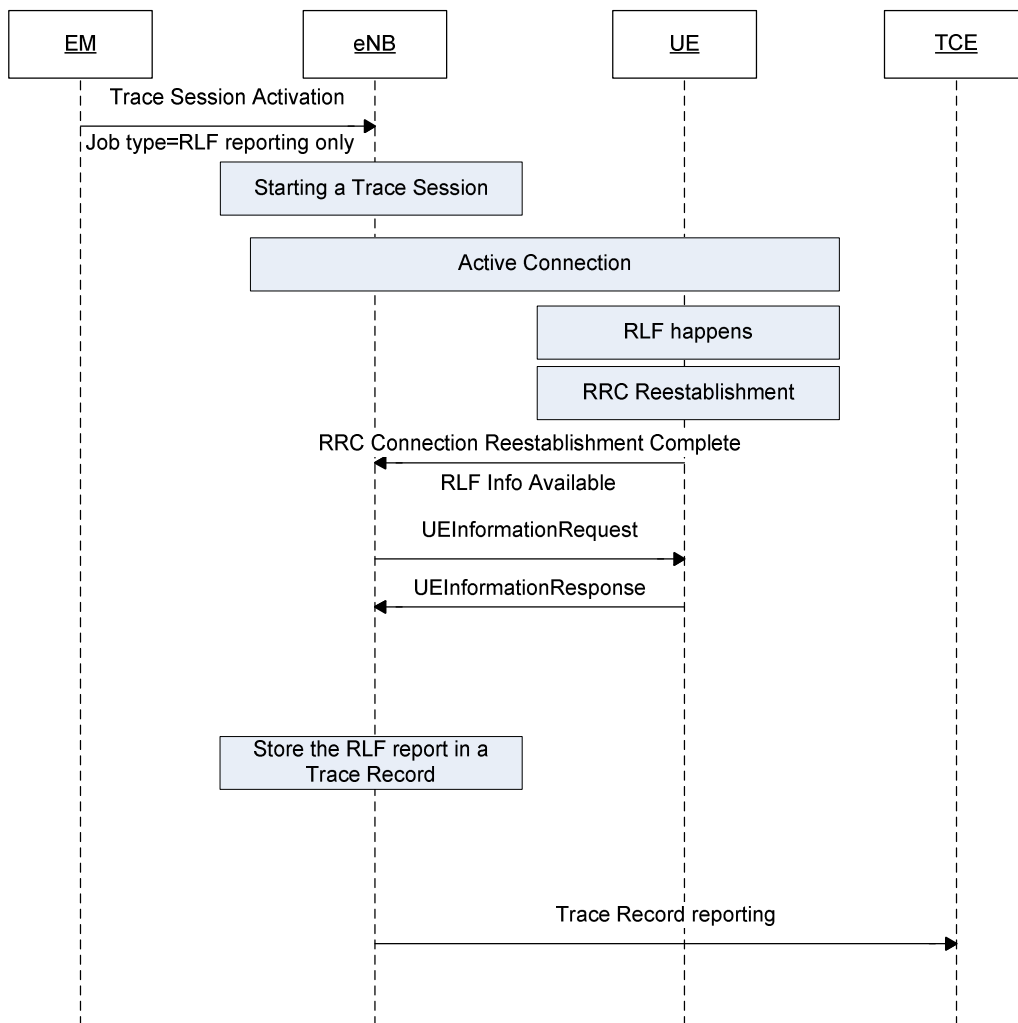 EM
eNB
UE
TCE
Trace Session Activation
Job type=RLF reporting only
Starting a Trace Session
Active Connection
RLF happens
RRC Reestablishment
RRC Connection Reestablishment Complete
RLF Info Available
UEInformationRequest
UEInformationResponse
Store the RLF report in a
Trace Record
Trace Record reporting